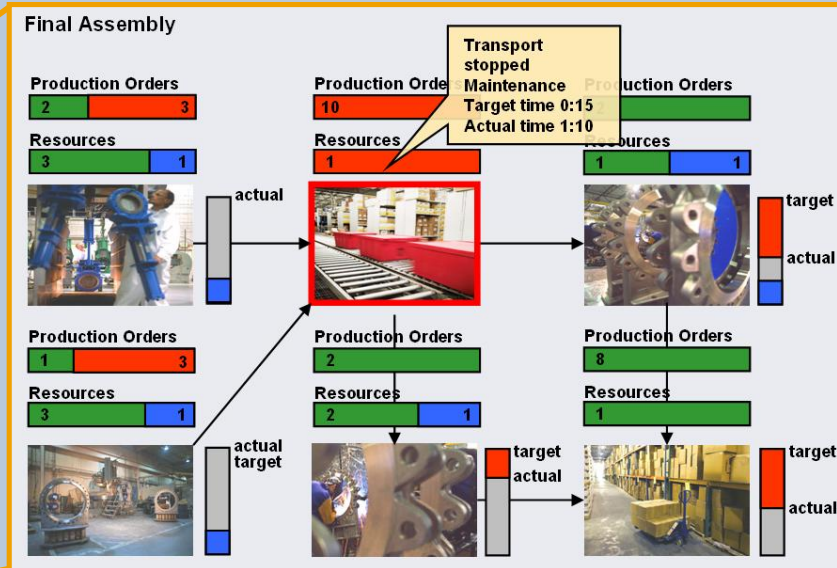 Final Assembly
Transport
stopped
Maintenance
Target time 0:15
Actual time 1:10
Production Orders
2 3
Resources
3 1
actual
Production Orders
10
Resources
1
Production Orders
2
Resources
1 1
target
actual
Production Orders
1 3
Resources
3 1
actual
target
Production Orders
2
Resources
2 1
target
actual
Production Orders
8
Resources
1
target
actual